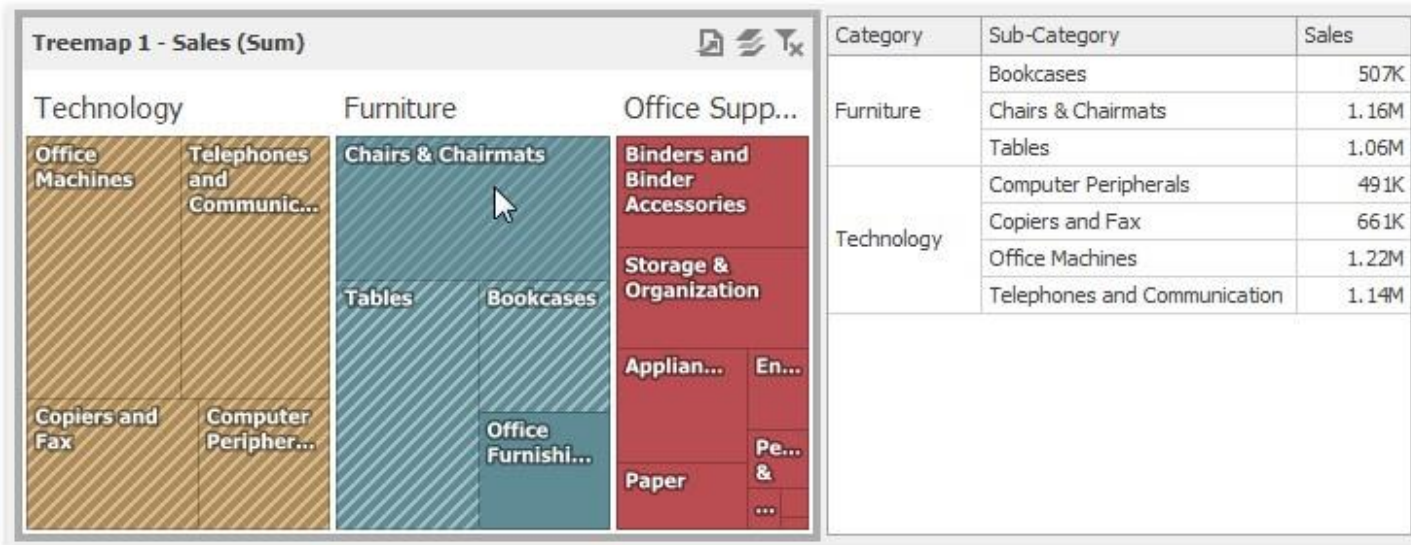 Treemap 1 - Sales (Sum)
Technology
Furniture
Office Supp...
Office
Machines
Telephones
and
Communic...
Copiers and
Fax
Computer
Peripher...
Chairs & Chairmats
Tables
Bookcases
Office
Furnishi...
Binders and
Binder
Accessories
Storage &
Organization
Applian...
En...
Pe...
&
Paper
...
Category Sub-Category Sales
Furniture
Bookcases 507K
Chairs & Chairmats 1.16M
Tables 1.06M
Technology
Computer Peripherals 491K
Copiers and Fax 661K
Office Machines 1.22M
Telephones and Communication 1.14M